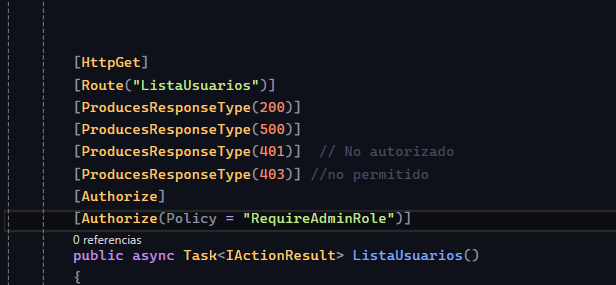 [HttpGet]
[Route("ListaUsuarios")]
[ProducesResponseType(200)]
[ProducesResponseType(500)]
[ProducesResponseType(401)]  // No autorizado
[ProducesResponseType(403)] //no permitido
[Authorize]
[Authorize(Policy = "RequireAdminRole")]
0 referencias
public async Task<IActionResult> ListaUsuarios()
{